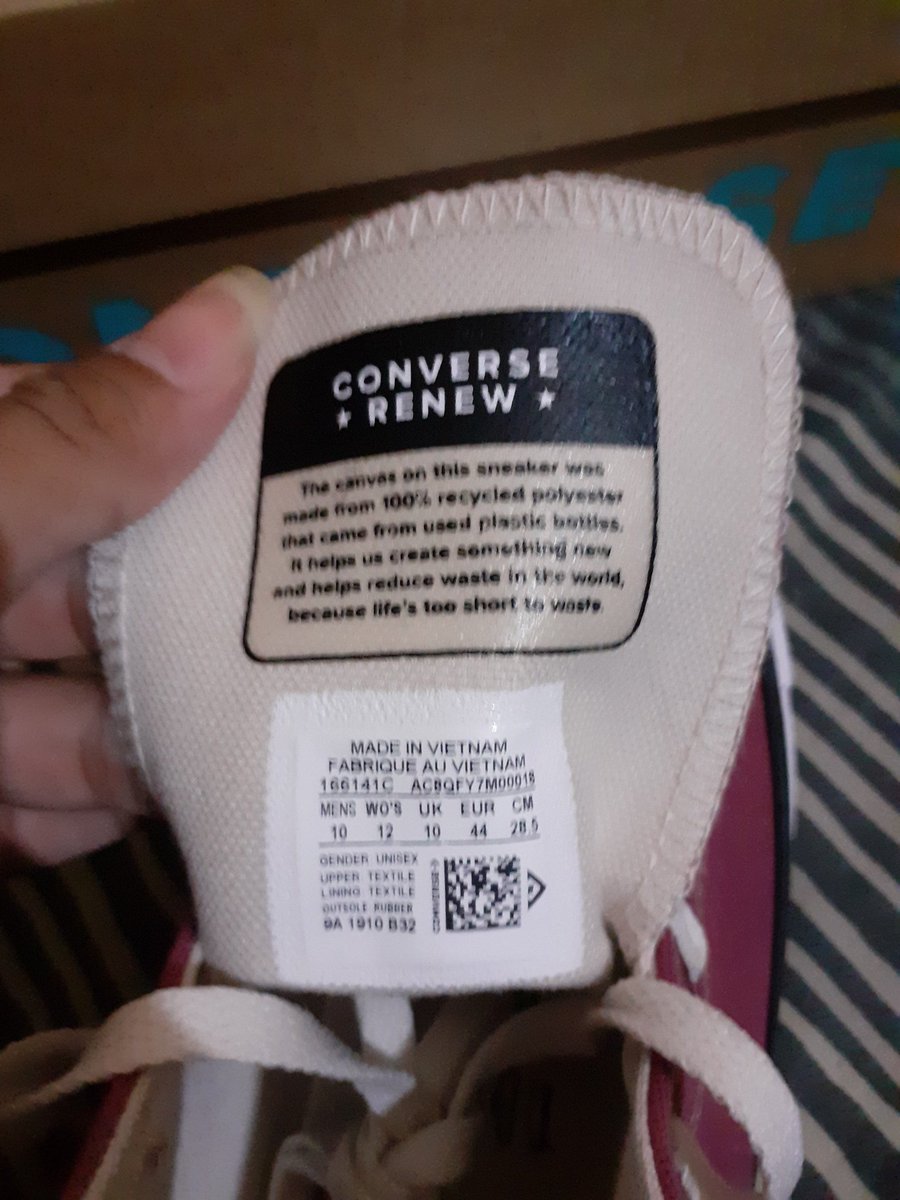 CONVERSE
★ RENEW ★
The canvas on this sneaker was
made from 100% recycled polyester
that came from used plastic bottles.
It helps us create something new
and helps reduce waste in the world,
because life's too short to waste.
MADE IN VIETNAM
FABRIQUE AU VIETNAM
166141C ACBQFY7M00018
MENS WO'S UK EUR CM
10 12 10 44 28.5
GENDER UNISEX
UPPER TEXTILE
LINING TEXTILE
OUTSOLE RUBBER
9A 1910 B32